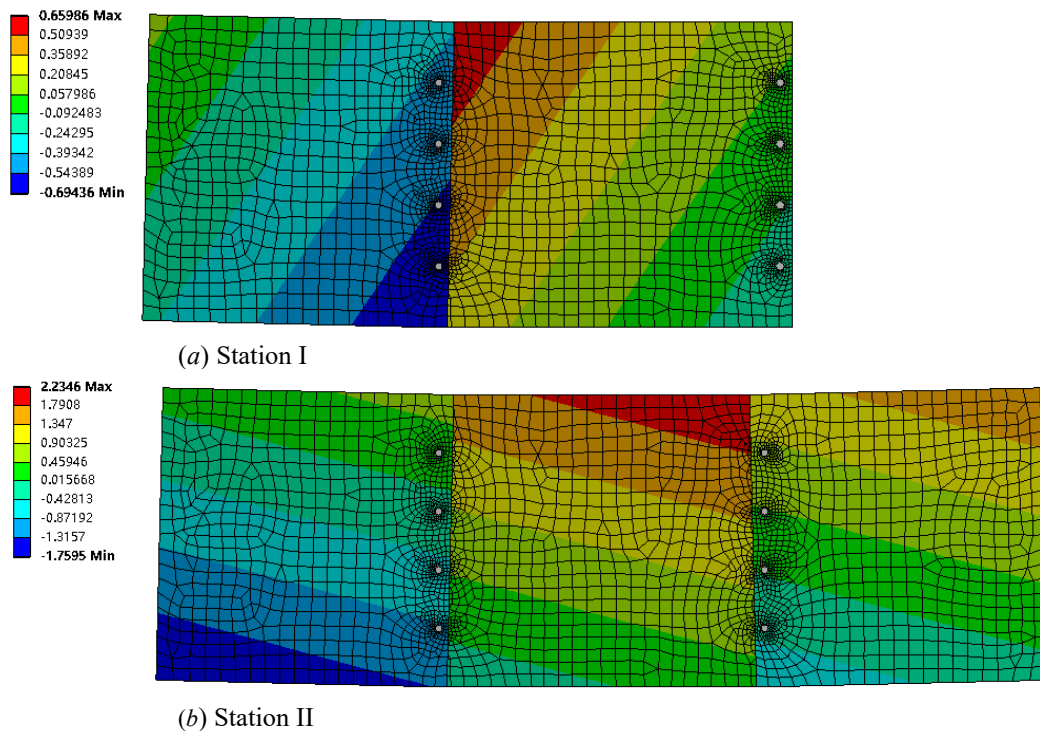 0.65986 Max
0.50939
0.35892
0.20845
0.057986
-0.092483
-0.24295
-0.39342
-0.54389
-0.69436 Min
(a) Station I
2.2346 Max
1.7908
1.347
0.90325
0.45946
0.015668
-0.42813
-0.87192
-1.3157
-1.7595 Min
(b) Station II